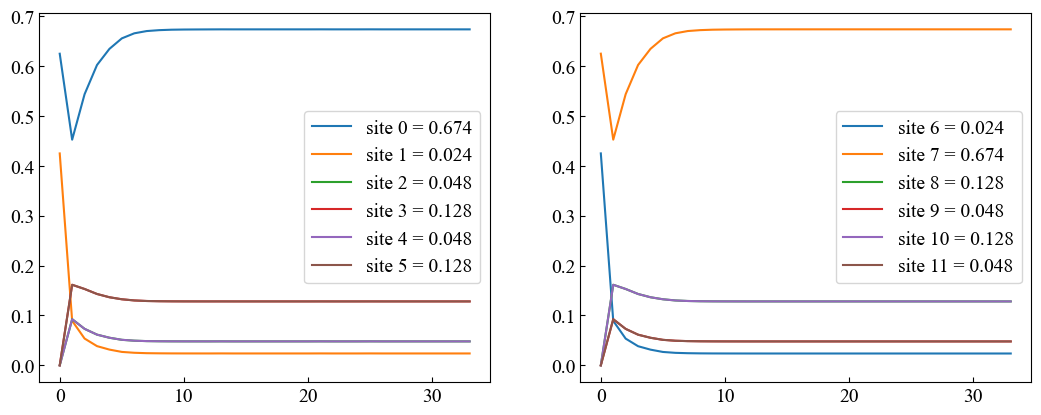 0.7
0.6
0.5
0.4
0.3
0.2
0.1
0.0
site 0 = 0.674
site 1 = 0.024
site 2 = 0.048
site 3 = 0.128
site 4 = 0.048
site 5 = 0.128
0 10 20 30
0.7
0.6
0.5
0.4
0.3
0.2
0.1
0.0
site 6 = 0.024
site 7 = 0.674
site 8 = 0.128
site 9 = 0.048
site 10 = 0.128
site 11 = 0.048
0 10 20 30